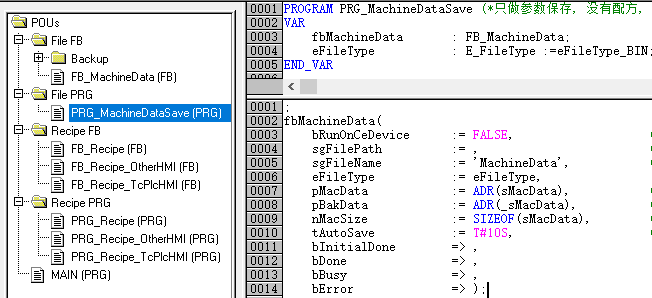 POUs
File FB
Backup
FB_MachineData (FB)
File PRG
PRG_MachineDataSave (PRG)
Recipe FB
FB_Recipe (FB)
FB_Recipe_OtherHMI (FB)
FB_Recipe_TcPlcHMI (FB)
Recipe PRG
PRG_Recipe (PRG)
PRG_Recipe_OtherHMI (PRG)
PRG_Recipe_TcPlcHMI (PRG)
MAIN (PRG)
0001 PROGRAM PRG_MachineDataSave (*只做参数保存, 没有配方,
0002 VAR
0003 fbMachineData : FB_MachineData;
0004 eFileType : E_FileType :=eFileType_BIN;
0005 END_VAR
0001 ;
0002 fbMachineData(
0003 bRunOnCeDevice := FALSE,
0004 sgFilePath := ,
0005 sgFileName := 'MachineData',
0006 eFileType := eFileType,
0007 pMacData := ADR(sMacData),
0008 pBakData := ADR(_sMacData),
0009 nMacSize := SIZEOF(sMacData),
0010 tAutoSave := T#10S,
0011 bInitialDone => ,
0012 bDone => ,
0013 bBusy => ,
0014 bError => );